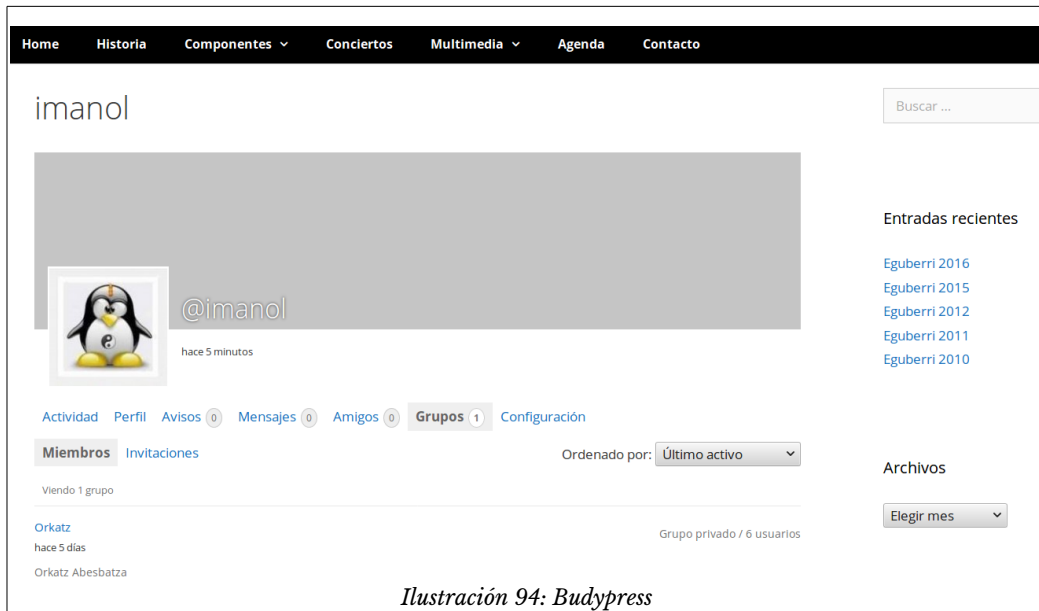 Home Historia Componentes Conciertos Multimedia Agenda Contacto
imanol
Buscar ...
@imanol
hace 5 minutos
Entradas recientes
Eguberri 2016
Eguberri 2015
Eguberri 2012
Eguberri 2011
Eguberri 2010
Actividad Perfil Avisos 0 Mensajes 0 Amigos 0 Grupos 1 Configuración
Miembros Invitaciones Ordenado por: Último activo
Viendo 1 grupo
Archivos
Elegir mes
Orkatz Grupo privado / 6 usuarios
hace 5 días
Orkatz Abesbatza
Ilustración 94: Budypress